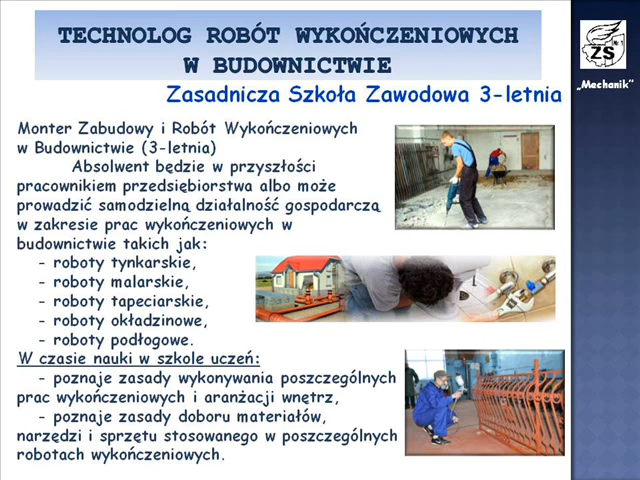 TECHNOLOG ROBÓT WYKOŃCZENIOWYCH
W BUDOWNICTWIE
Zasadnicza Szkoła Zawodowa 3-letnia
ZS
„Mechanik”
Monter Zabudowy i Robót Wykończeniowych
w Budownictwie (3-letnia)
Absolwent będzie w przyszłości
pracownikiem przedsiębiorstwa albo może
prowadzić samodzielną działalność gospodarczą
w zakresie prac wykończeniowych w
budownictwie takich jak:
- roboty tynkarskie,
- roboty malarskie,
- roboty tapeciarskie,
- roboty okładzinowe,
- roboty podłogowe.
W czasie nauki w szkole uczeń:
- poznaje zasady wykonywania poszczególnych
prac wykończeniowych i aranżacji wnętrz,
- poznaje zasady doboru materiałów,
narzędzi i sprzętu stosowanego w poszczególnych
robotach wykończeniowych.